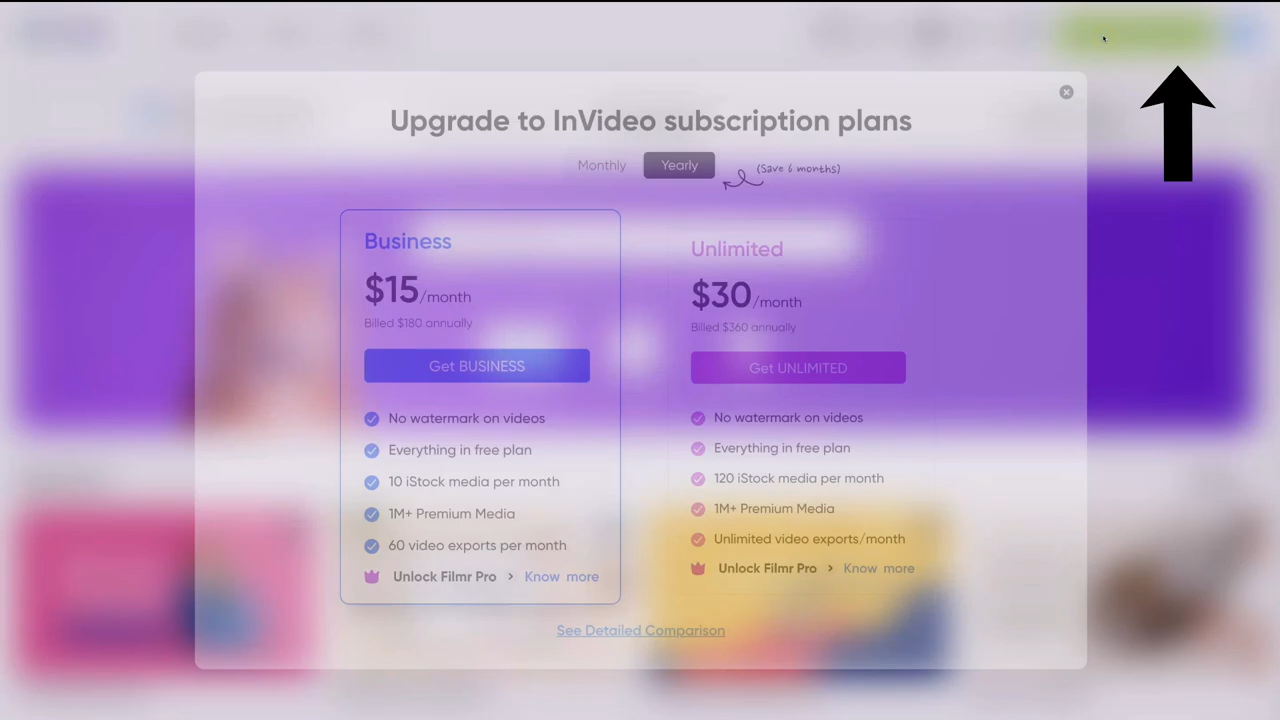 Upgrade to InVideo subscription plans
Monthly
Yearly
(Save 6 months)
Business
$15/month
Billed $180 annually
Get BUSINESS
No watermark on videos
Everything in free plan
10 iStock media per month
1M+ Premium Media
60 video exports per month
Unlock Filmr Pro > Know more
Unlimited
$30/month
Billed $360 annually
Get UNLIMITED
No watermark on videos
Everything in free plan
120 iStock media per month
1M+ Premium Media
Unlimited video exports/month
Unlock Filmr Pro > Know more
See Detailed Comparison